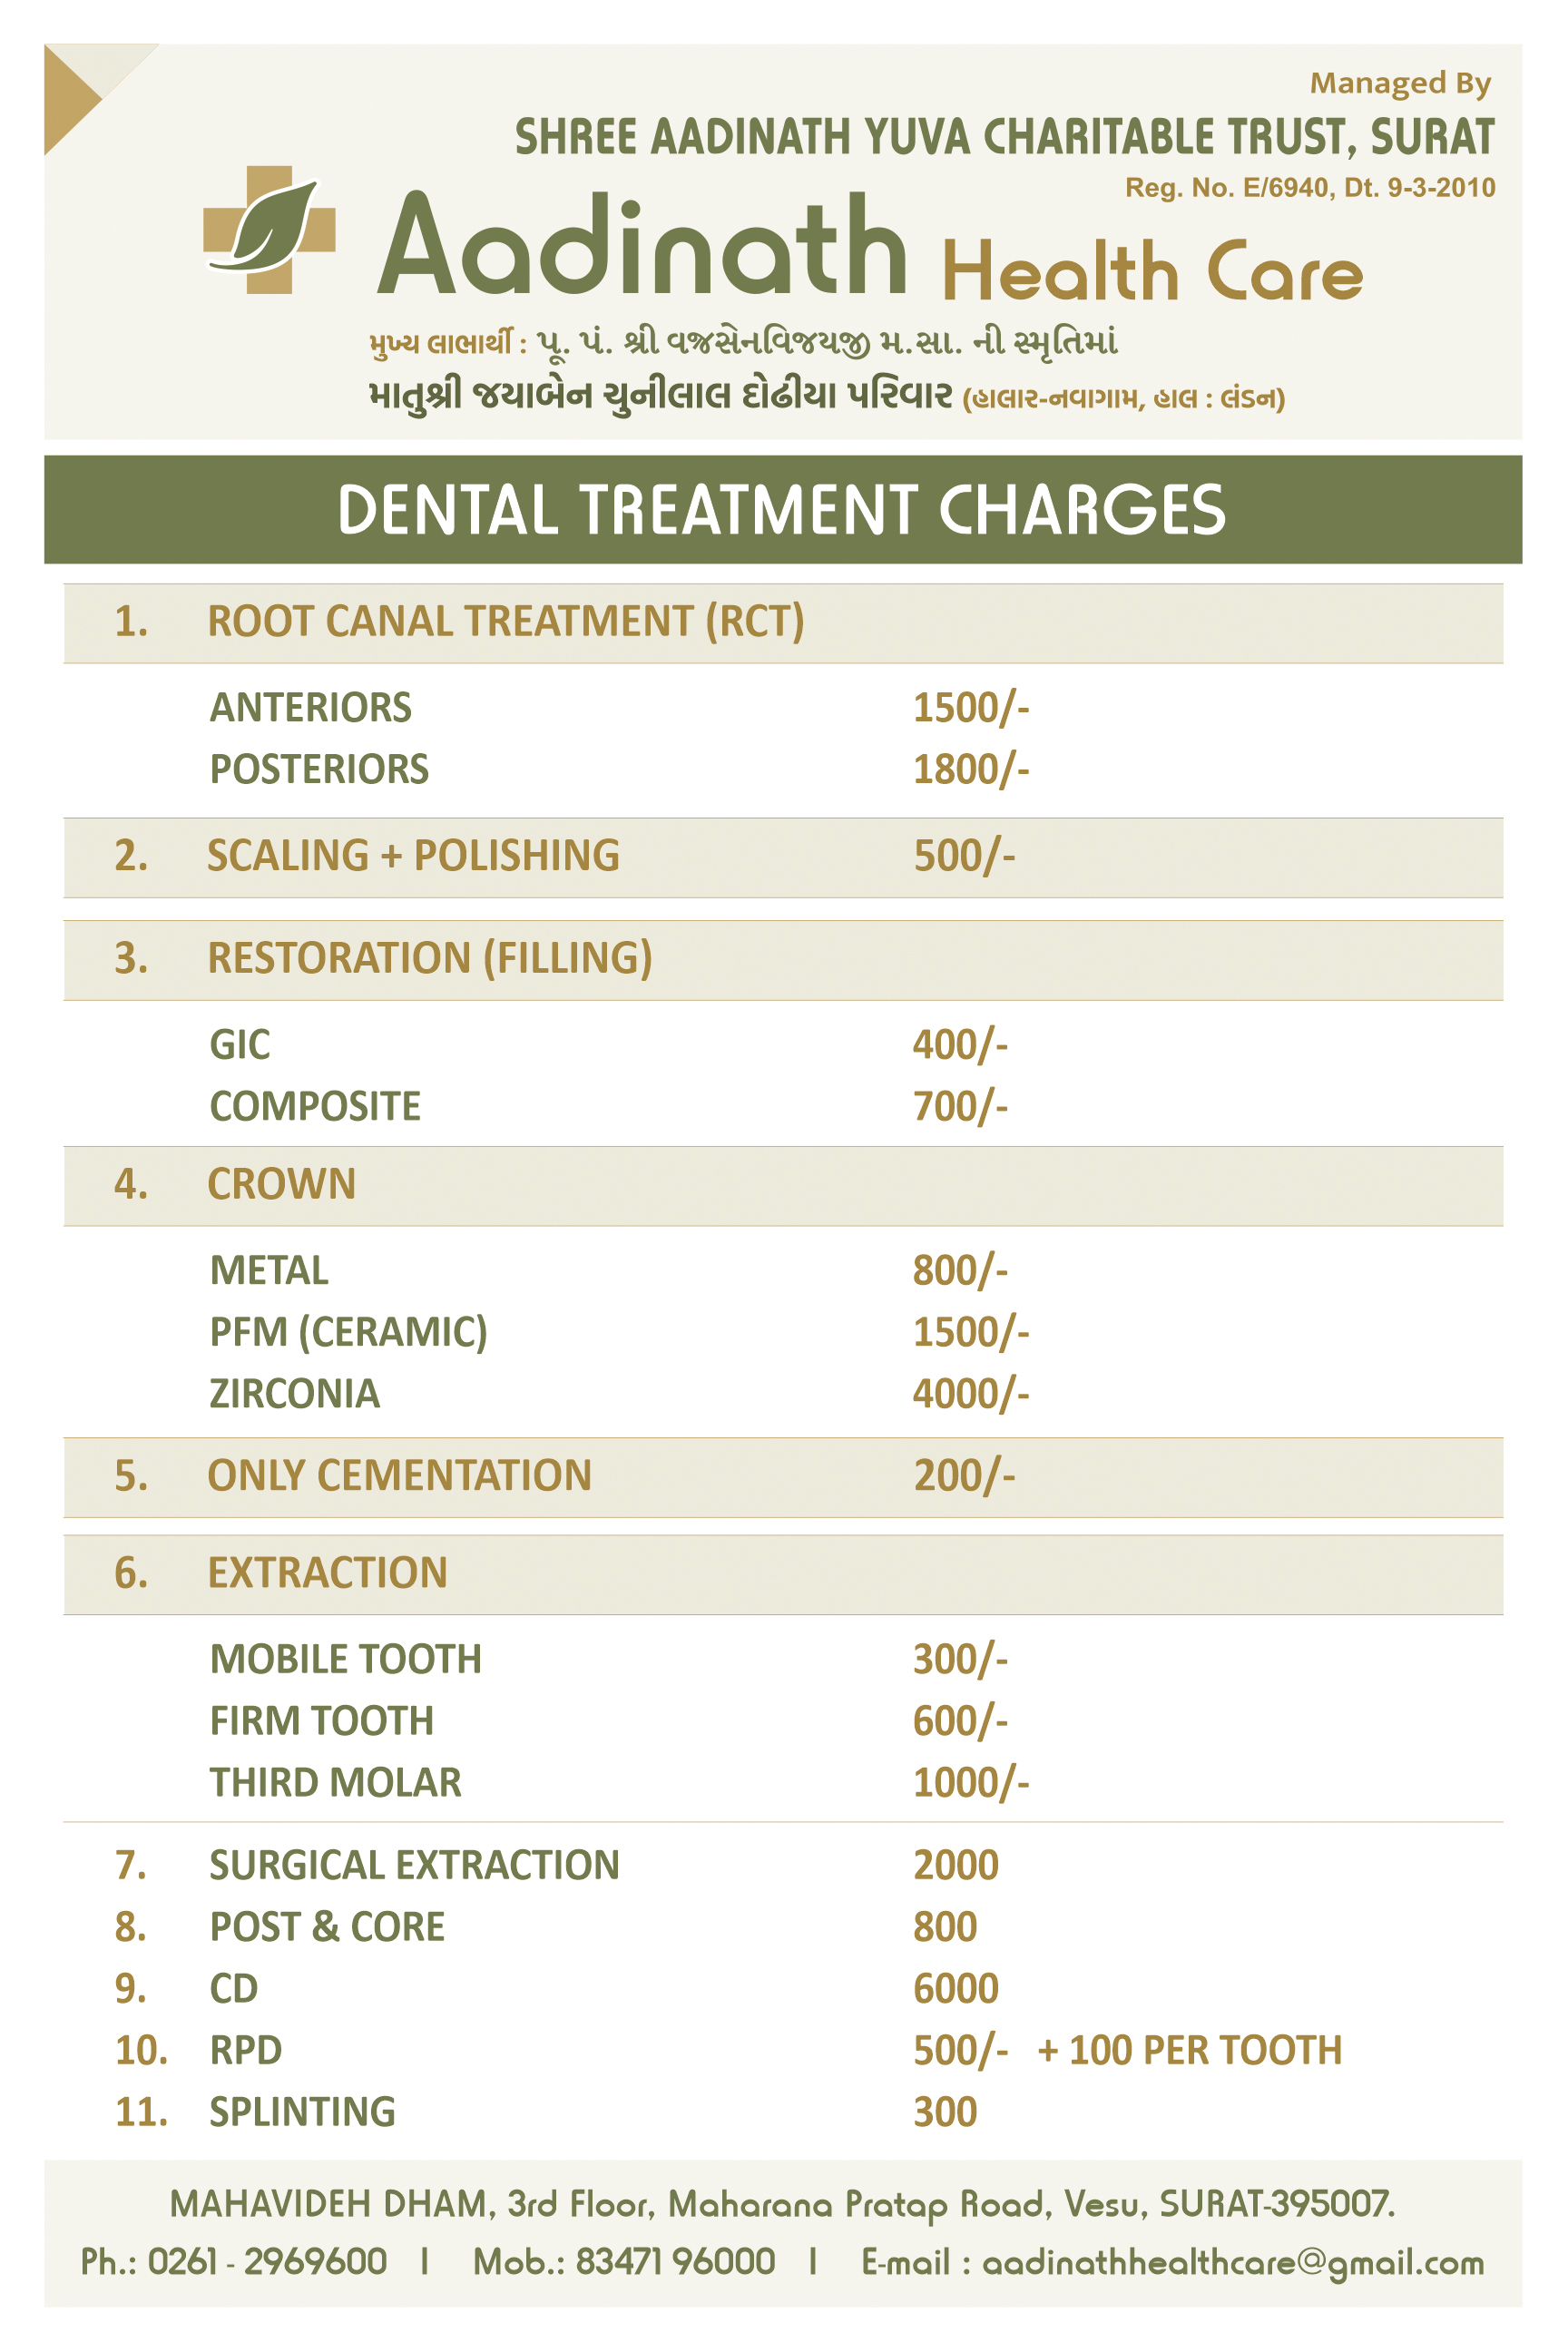 Managed By
SHREE AADINATH YUVA CHARITABLE TRUST, SURAT
Reg. No. E/6940, Dt. 9-3-2010
Aadinath Health Care
મુખ્ય લાભાર્થી : પૂ. પં. શ્રી વજ્રસેનવિજયજી મ.સા. ની સ્મૃતિમાં
માતુશ્રી જયાબેન ચુનીલાલ દોઢીયા પરિવાર (હાલાર-નવાગામ, હાલ : લંડન)
DENTAL TREATMENT CHARGES
1. ROOT CANAL TREATMENT (RCT)
ANTERIORS 1500/-
POSTERIORS 1800/-
2. SCALING + POLISHING 500/-
3. RESTORATION (FILLING)
GIC 400/-
COMPOSITE 700/-
4. CROWN
METAL 800/-
PFM (CERAMIC) 1500/-
ZIRCONIA 4000/-
5. ONLY CEMENTATION 200/-
6. EXTRACTION
MOBILE TOOTH 300/-
FIRM TOOTH 600/-
THIRD MOLAR 1000/-
7. SURGICAL EXTRACTION 2000
8. POST & CORE 800
9. CD 6000
10. RPD 500/- + 100 PER TOOTH
11. SPLINTING 300
MAHAVIDEH DHAM, 3rd Floor, Maharana Pratap Road, Vesu, SURAT-395007.
Ph.: 0261 - 2969600 | Mob.: 83471 96000 | E-mail : aadinathhealthcare@gmail.com